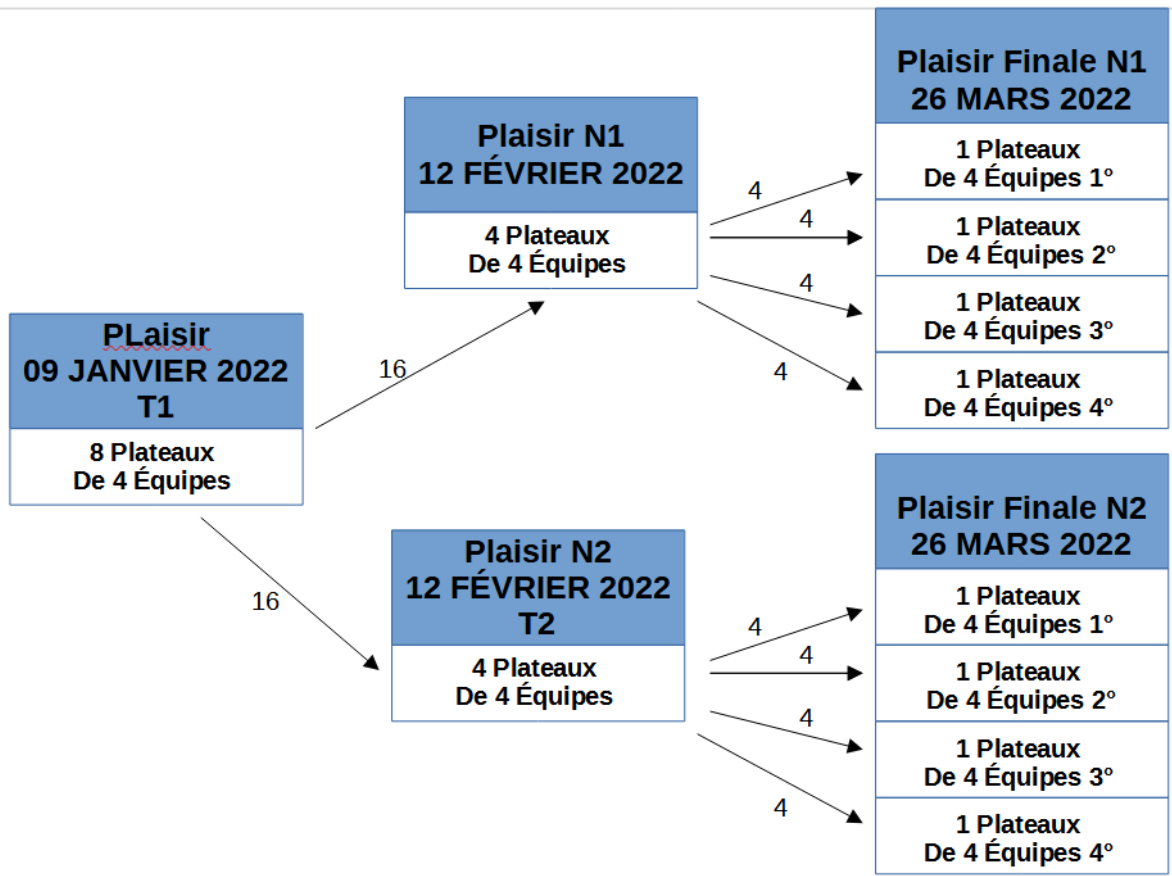 PLaisir
09 JANVIER 2022
T1
8 Plateaux
De 4 Équipes
16
16
Plaisir N1
12 FÉVRIER 2022
4 Plateaux
De 4 Équipes
4
4
4
4
Plaisir N2
12 FÉVRIER 2022
T2
4 Plateaux
De 4 Équipes
4
4
4
4
Plaisir Finale N1
26 MARS 2022
1 Plateaux
De 4 Équipes 1°
1 Plateaux
De 4 Équipes 2°
1 Plateaux
De 4 Équipes 3°
1 Plateaux
De 4 Équipes 4°
Plaisir Finale N2
26 MARS 2022
1 Plateaux
De 4 Équipes 1°
1 Plateaux
De 4 Équipes 2°
1 Plateaux
De 4 Équipes 3°
1 Plateaux
De 4 Équipes 4°